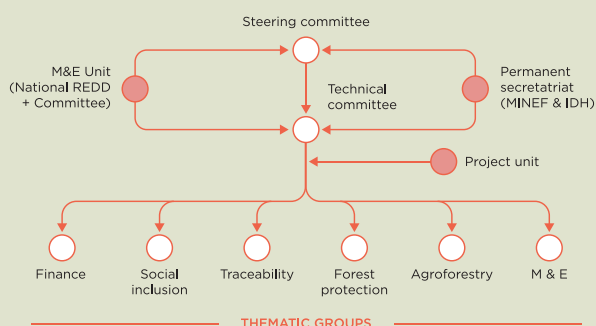 Steering committee
M&E Unit
(National REDD
+ Committee)
Technical
committee
Permanent
secretatriat
(MINEF & IDH)
Project unit
Finance
Social
inclusion
Traceability
Forest
protection
Agroforestry
M & E
THEMATIC GROUPS